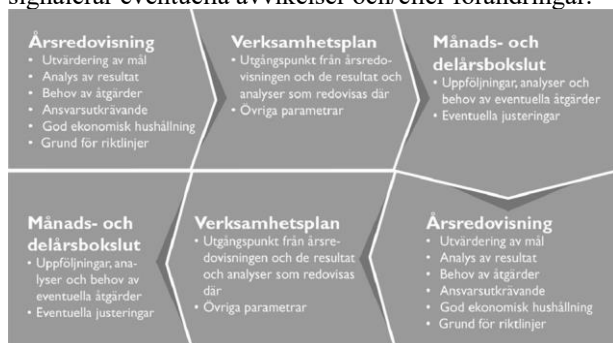 signalerar eventuella avvikelser och/eller förändringar.
Årsredovisning
• Utvärdering av mål
• Analys av resultat
• Behov av åtgärder
• Ansvarsutkrävande
• God ekonomisk hushållning
• Grund för riktlinjer
Verksamhetsplan
• Utgångspunkt från årsredo-
visningen och de resultat och
analyser som redovisas där
• Övriga parametrar
Månads- och
delårsbokslut
• Uppföljningar, analyser och
behov av eventuella åtgärder
• Eventuella justeringar
Månads- och
delårsbokslut
• Uppföljningar, ana-
lyser och behov av
eventuella åtgärder
• Eventuella justeringar
Verksamhetsplan
• Utgångspunkt från årsre-
dovisningen och de resultat
och analyser som redovisas
där
• Övriga parametrar
Årsredovisning
• Utvärdering av mål
• Analys av resultat
• Behov av åtgärder
• Ansvarsutkrävande
• God ekonomisk hushållning
• Grund för riktlinjer